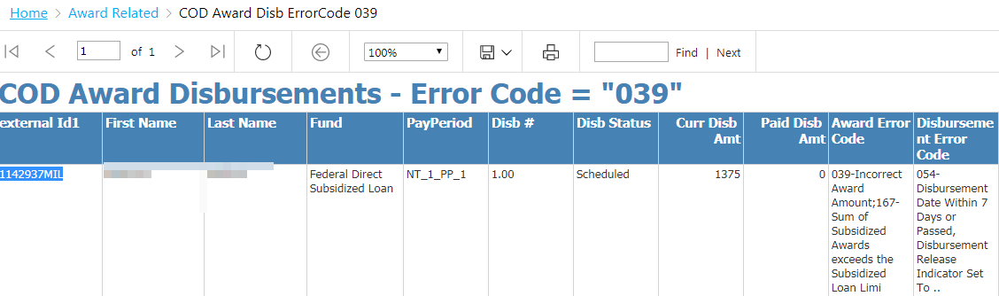 Home > Award Related > COD Award Disb ErrorCode 039
1 of 1 100% Find | Next
COD Award Disbursements - Error Code = "039"
external Id1 First Name Last Name Fund PayPeriod Disb # Disb Status Curr Disb Amt Paid Disb Amt Award Error Code Disburseme nt Error Code
1142937MIL Federal Direct Subsidized Loan NT_1_PP_1 1.00 Scheduled 1375 0 039-Incorrect Award Amount;167-Sum of Subsidized Awards exceeds the Subsidized Loan Limi 054-Disbursement Date Within 7 Days or Passed, Disbursement Release Indicator Set To ..